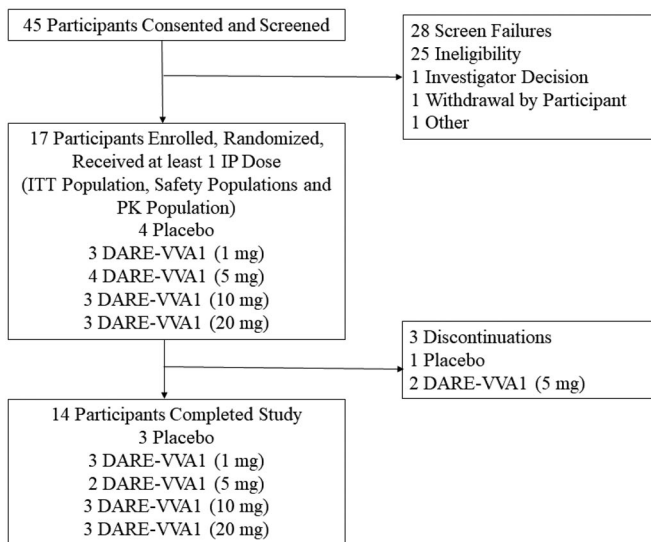 45 Participants Consented and Screened
28 Screen Failures
25 Ineligibility
1 Investigator Decision
1 Withdrawal by Participant
1 Other
17 Participants Enrolled, Randomized,
Received at least 1 IP Dose
(ITT Population, Safety Populations and
PK Population)
4 Placebo
3 DARE-VVA1 (1 mg)
4 DARE-VVA1 (5 mg)
3 DARE-VVA1 (10 mg)
3 DARE-VVA1 (20 mg)
3 Discontinuations
1 Placebo
2 DARE-VVA1 (5 mg)
14 Participants Completed Study
3 Placebo
3 DARE-VVA1 (1 mg)
2 DARE-VVA1 (5 mg)
3 DARE-VVA1 (10 mg)
3 DARE-VVA1 (20 mg)